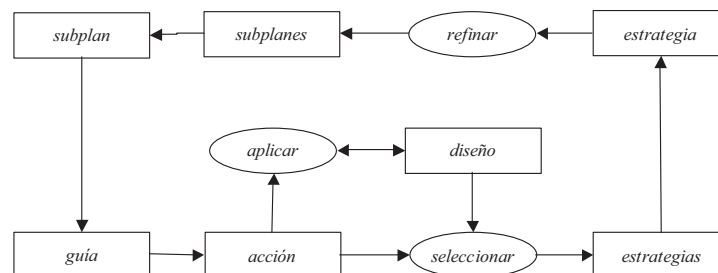 subplan
subplanes
refinar
estrategia
aplicar
diseño
guía
acción
seleccionar
estrategias